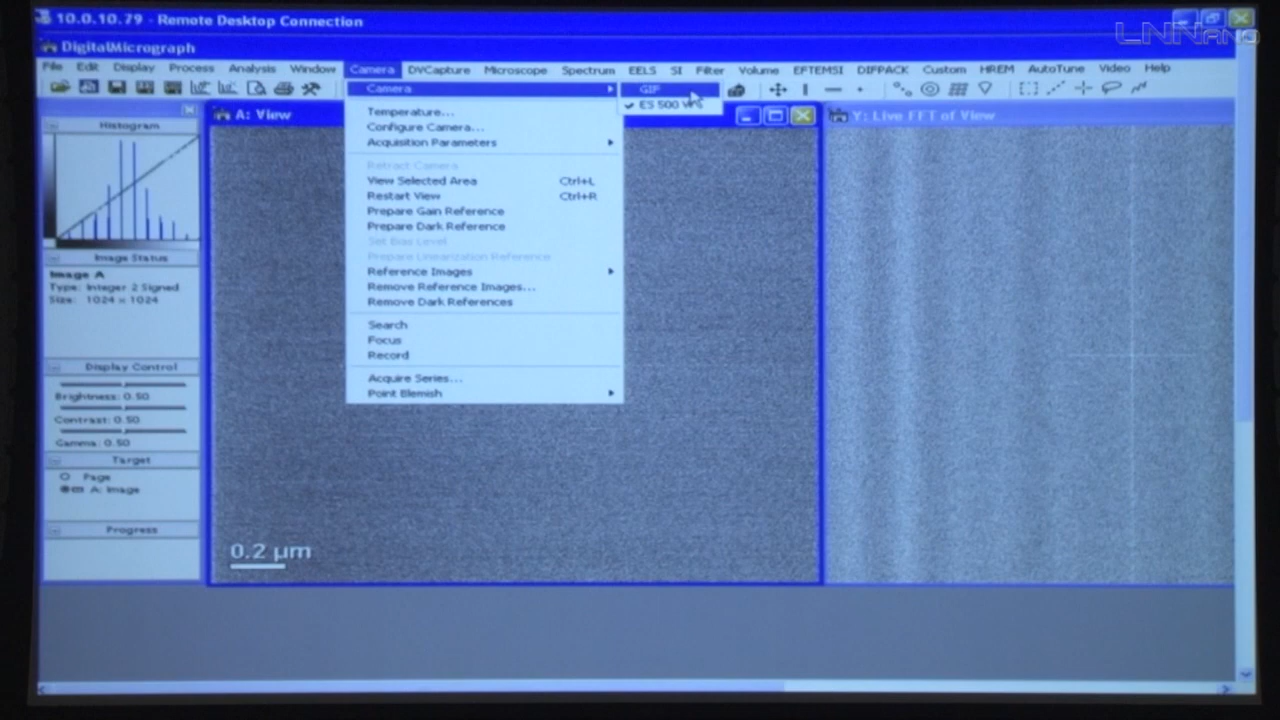 10.0.10.79 - Remote Desktop Connection
LNNano
DigitalMicrograph
File Edit Display Process Analysis Window Camera DVCapture Microscope Spectrum EELS SI Filter Volume EFTEMSI DIFPACK Custom HREM AutoTune Video Help
Camera
GIF
ES 500
Temperature...
Configure Camera...
Acquisition Parameters
Retract Camera
View Selected Area Ctrl+L
Restart View Ctrl+R
Prepare Gain Reference
Prepare Dark Reference
Set Bias Level
Prepare Linearization Reference
Reference Images
Remove Reference Images...
Remove Dark References
Search
Focus
Record
Acquire Series...
Point Blemish
Histogram
Image Status
Image A
Type: Integer 2 Signed
Size: 1024 x 1024
Display Control
Brightness: 0.50
Contrast: 0.50
Gamma: 0.50
Target
Page
A: Image
Progress
A: View
0.2 µm
Y: Live FFT of View